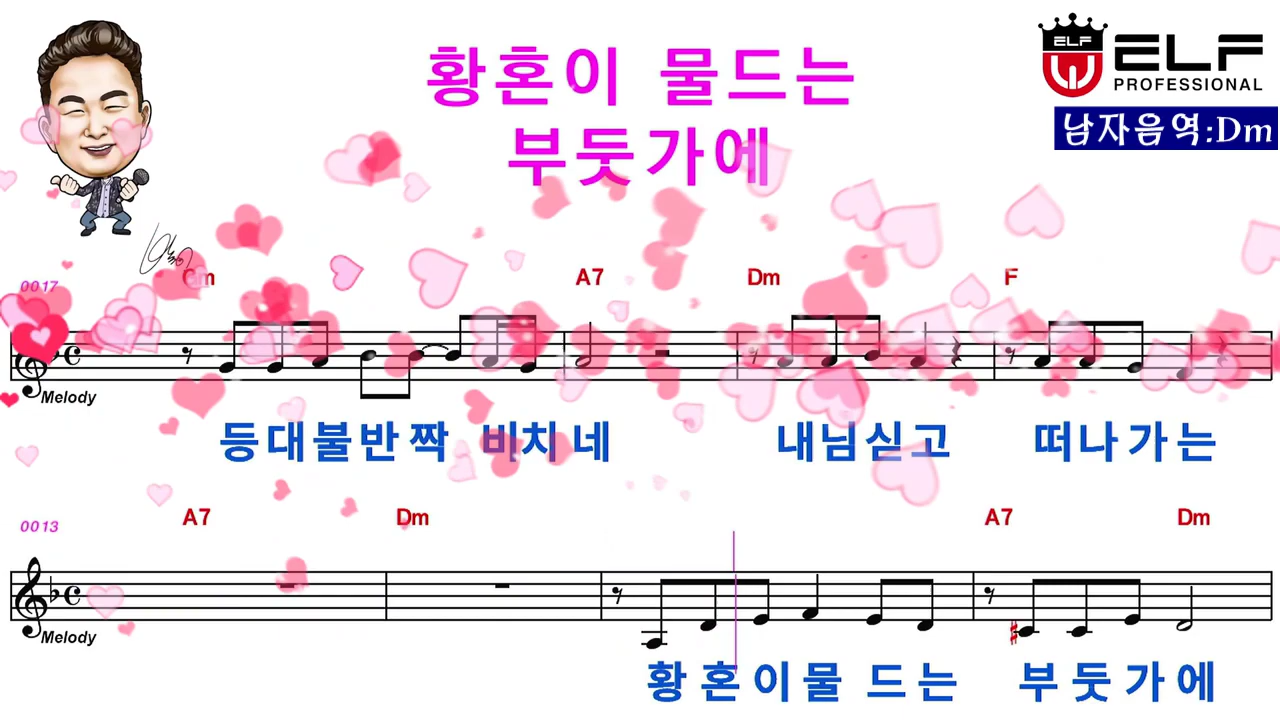 황혼이 물드는
부둣가에
ELF
ELF
PROFESSIONAL
남자음역:Dm
0017
Gm A7 Dm F
Melody
등대불반짝 비치네 내님싣고 떠나가는
0013
A7 Dm A7 Dm
Melody
황혼이물 드는 부둣가에